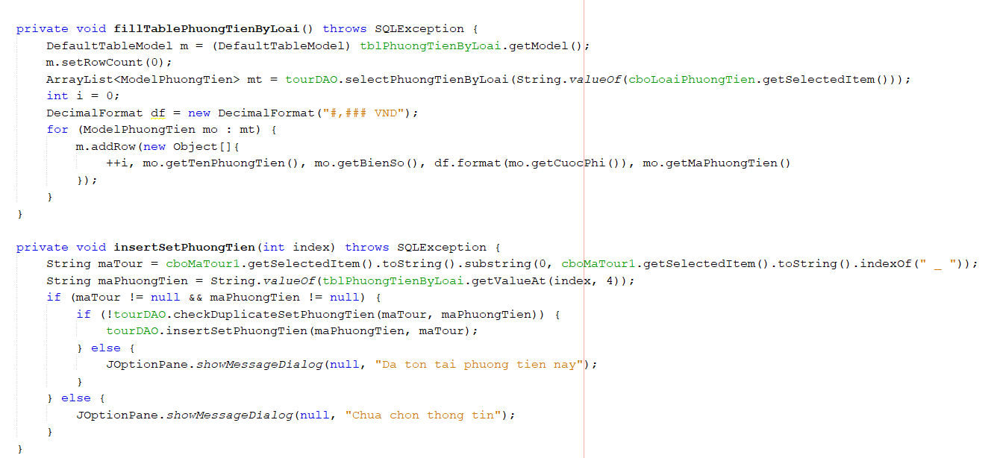 private void fillTablePhuongTienByLoai() throws SQLException {
    DefaultTableModel m = (DefaultTableModel) tblPhuongTienByLoai.getModel();
    m.setRowCount(0);
    ArrayList<ModelPhuongTien> mt = tourDAO.selectPhuongTienByLoai(String.valueOf(cboLoaiPhuongTien.getSelectedItem()));
    int i = 0;
    DecimalFormat df = new DecimalFormat("#,### VND");
    for (ModelPhuongTien mo : mt) {
        m.addRow(new Object[]{
            ++i, mo.getTenPhuongTien(), mo.getBienSo(), df.format(mo.getCuocPhi()), mo.getMaPhuongTien()
        });
    }
}
private void insertSetPhuongTien(int index) throws SQLException {
    String maTour = cboMaTour1.getSelectedItem().toString().substring(0, cboMaTour1.getSelectedItem().toString().indexOf(" _ "));
    String maPhuongTien = String.valueOf(tblPhuongTienByLoai.getValueAt(index, 4));
    if (maTour != null && maPhuongTien != null) {
        if (!tourDAO.checkDuplicateSetPhuongTien(maTour, maPhuongTien)) {
            tourDAO.insertSetPhuongTien(maPhuongTien, maTour);
        } else {
            JOptionPane.showMessageDialog(null, "Da ton tai phuong tien nay");
        }
    } else {
        JOptionPane.showMessageDialog(null, "Chua chon thong tin");
    }
}